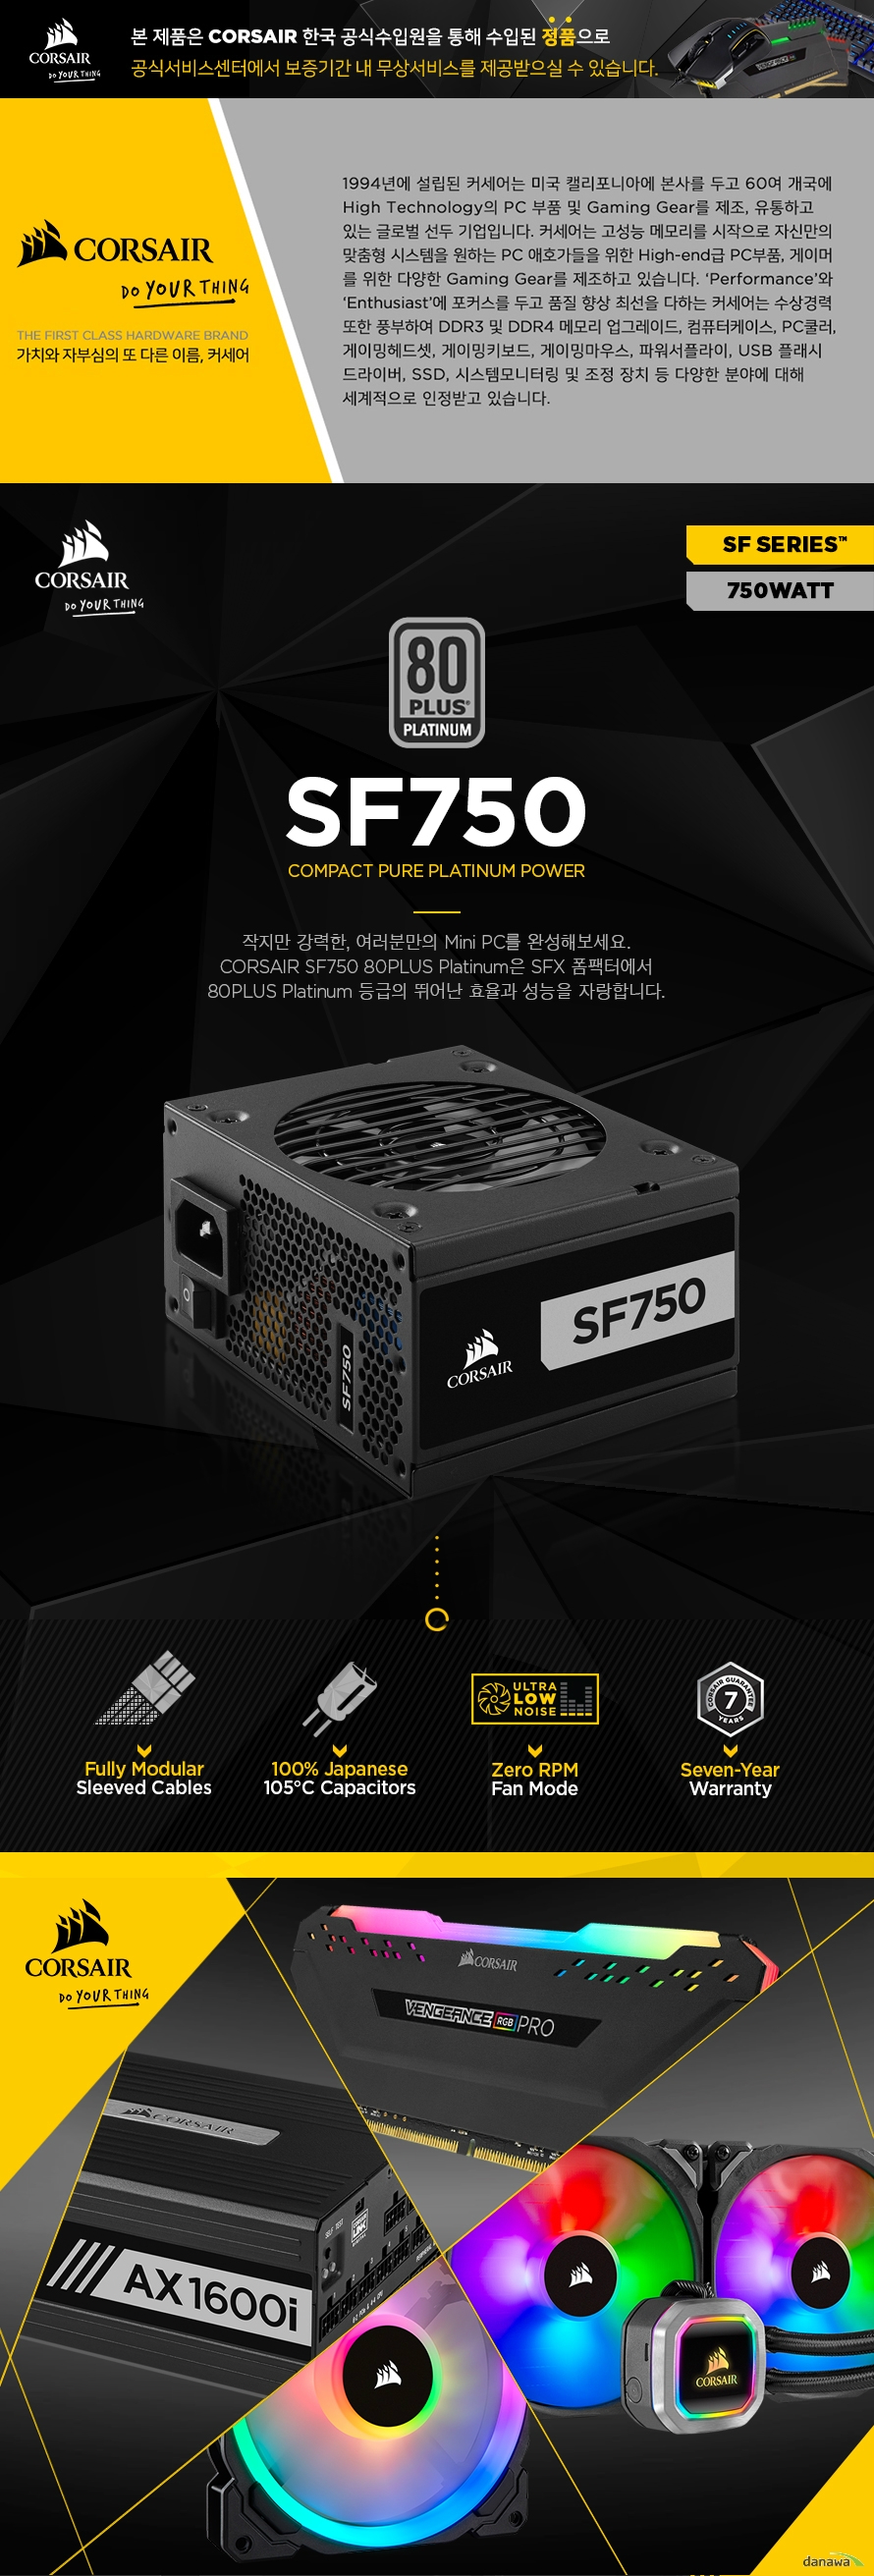 CORSAIR
DO YOUR THING
본 제품은 CORSAIR 한국 공식수입원을 통해 수입된 정품으로
공식서비스센터에서 보증기간 내 무상서비스를 제공받으실 수 있습니다.
VENGEANCE
CORSAIR
DO YOUR THING
THE FIRST CLASS HARDWARE BRAND
가치와 자부심의 또 다른 이름, 커세어
1994년에 설립된 커세어는 미국 캘리포니아에 본사를 두고 60여 개국에
High Technology의 PC 부품 및 Gaming Gear를 제조, 유통하고
있는 글로벌 선두 기업입니다. 커세어는 고성능 메모리를 시작으로 자신만의
맞춤형 시스템을 원하는 PC 애호가들을 위한 High-end급 PC부품, 게이머
를 위한 다양한 Gaming Gear를 제조하고 있습니다. ‘Performance’와
‘Enthusiast’에 포커스를 두고 품질 향상 최선을 다하는 커세어는 수상경력
또한 풍부하여 DDR3 및 DDR4 메모리 업그레이드, 컴퓨터케이스, PC쿨러,
게이밍헤드셋, 게이밍키보드, 게이밍마우스, 파워서플라이, USB 플래시
드라이버, SSD, 시스템모니터링 및 조정 장치 등 다양한 분야에 대해
세계적으로 인정받고 있습니다.
CORSAIR
DO YOUR THING
SF SERIES™
750WATT
80
PLUS®
PLATINUM
SF750
COMPACT PURE PLATINUM POWER
작지만 강력한, 여러분만의 Mini PC를 완성해보세요.
CORSAIR SF750 80PLUS Platinum은 SFX 폼팩터에서
80PLUS Platinum 등급의 뛰어난 효율과 성능을 자랑합니다.
SF750
CORSAIR
SF750
ULTRA
LOW
NOISE
CORSAIR GUARANTEE
7
YEARS
Fully Modular
Sleeved Cables
100% Japanese
105°C Capacitors
Zero RPM
Fan Mode
Seven-Year
Warranty
CORSAIR
DO YOUR THING
CORSAIR
VENGEANCE RGB PRO
CORSAIR
SELF TEST
LINK
AX1600i
CORSAIR
danawa